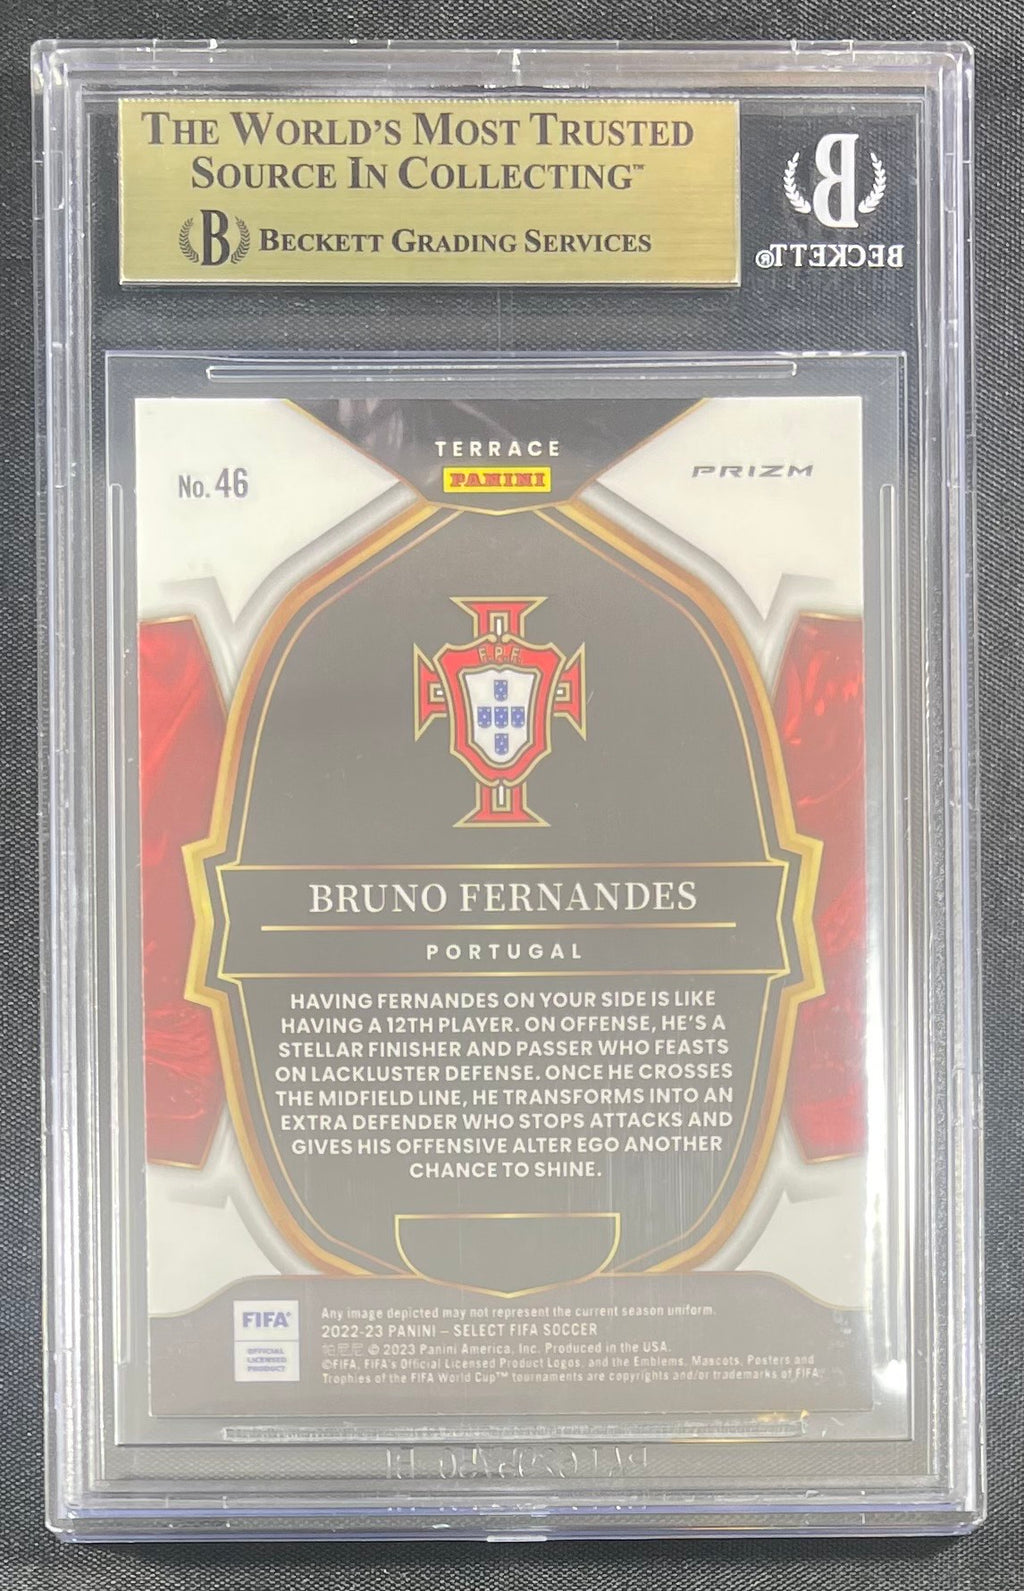 THE WORLD'S MOST TRUSTED
SOURCE IN COLLECTING™
B BECKETT GRADING SERVICES
B
BECKETT®
TERRACE
No. 46
PANINI
PRIZM
F.P.F.
BRUNO FERNANDES
PORTUGAL
HAVING FERNANDES ON YOUR SIDE IS LIKE
HAVING A 12TH PLAYER. ON OFFENSE, HE'S A
STELLAR FINISHER AND PASSER WHO FEASTS
ON LACKLUSTER DEFENSE. ONCE HE CROSSES
THE MIDFIELD LINE, HE TRANSFORMS INTO AN
EXTRA DEFENDER WHO STOPS ATTACKS AND
GIVES HIS OFFENSIVE ALTER EGO ANOTHER
CHANCE TO SHINE.
FIFA®
OFFICIAL
LICENSED
PRODUCT
Any image depicted may not represent the current season uniform.
2022-23 PANINI – SELECT FIFA SOCCER
帕尼尼 © 2023 Panini America, Inc. Produced in the USA.
©FIFA, FIFA's Official Licensed Product Logos, and the Emblems, Mascots, Posters and
Trophies of the FIFA World Cup™ tournaments are copyrights and/or trademarks of FIFA.